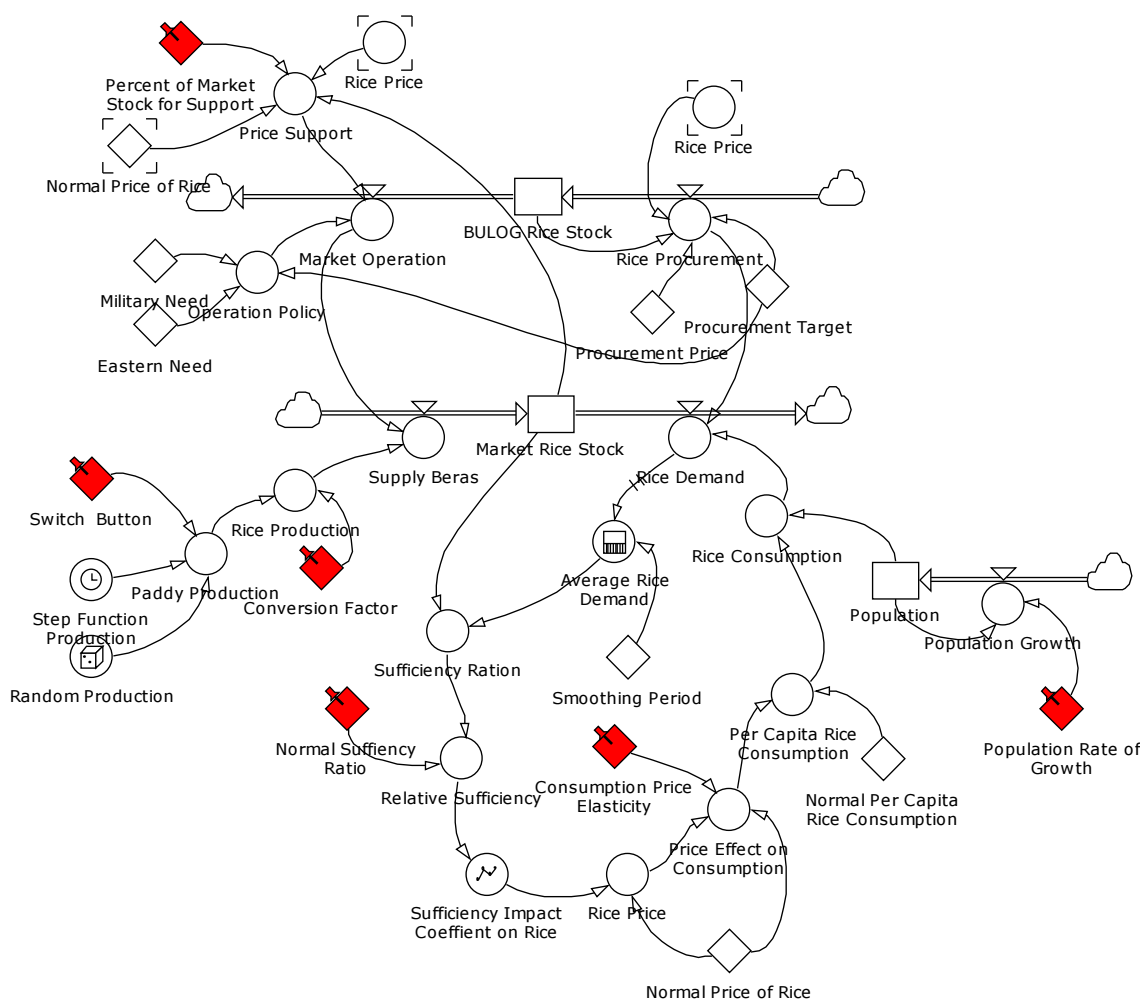 Percent of Market
Stock for Support
Rice Price
Price Support
Normal Price of Rice
Rice Price
BULOG Rice Stock
Market Operation
Rice Procurement
Military Need
Operation Policy
Eastern Need
Procurement Target
Procurement Price
Market Rice Stock
Supply Beras
Rice Demand
Switch Button
Rice Production
Rice Consumption
Paddy Production
Conversion Factor
Average Rice
Demand
Step Function
Production
Population
Population Growth
Random Production
Sufficiency Ration
Smoothing Period
Normal Suffiency
Ratio
Per Capita Rice
Consumption
Population Rate of
Growth
Relative Sufficiency
Consumption Price
Elasticity
Normal Per Capita
Rice Consumption
Price Effect on
Consumption
Sufficiency Impact
Coeffient on Rice
Rice Price
Normal Price of Rice